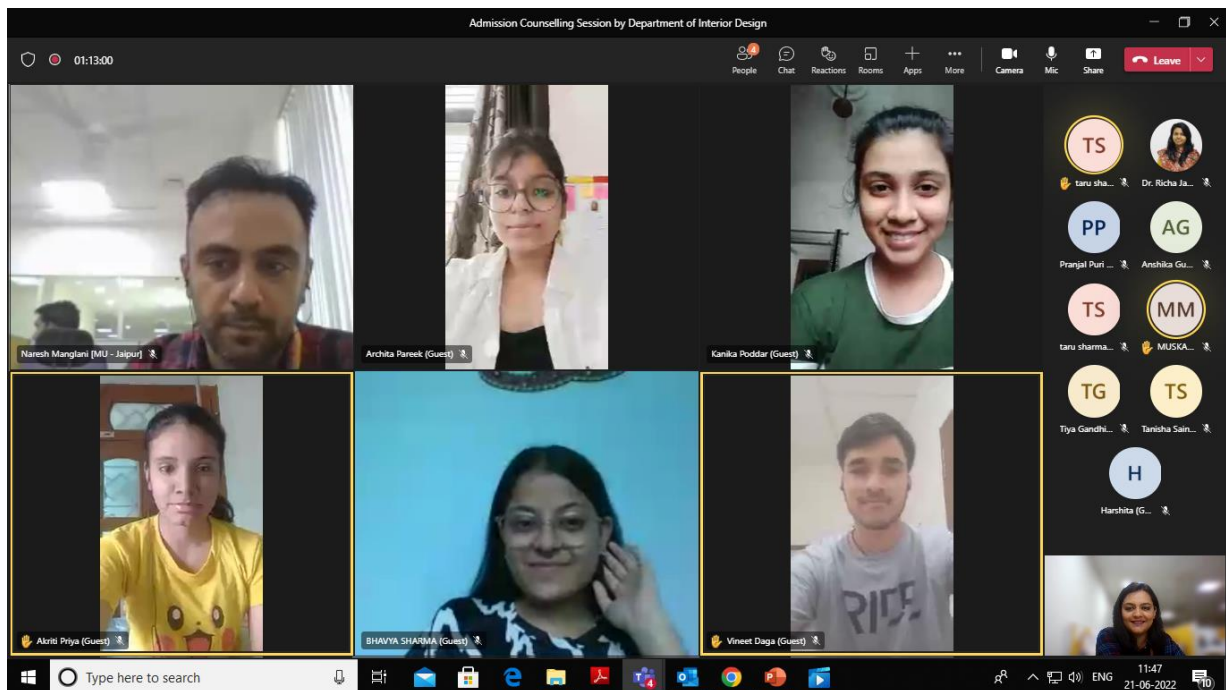 Admission Counselling Session by Department of Interior Design
01:13:00
4
People
Chat
Reactions
Rooms
Apps
More
Camera
Mic
Share
Leave
Naresh Manglani [MU - Jaipur]
Archita Pareek (Guest)
Kanika Poddar (Guest)
Akriti Priya (Guest)
BHAVYA SHARMA (Guest)
RIDE
Vineet Daga (Guest)
TS
taru sha...
Dr. Richa Ja...
PP
Pranjal Puri ...
AG
Anshika Gu...
TS
taru sharma...
MM
MUSKA...
TG
Tiya Gandhi...
TS
Tanisha Sain...
H
Harshita (G...
Type here to search
4
ENG
11:47
21-06-2022
10